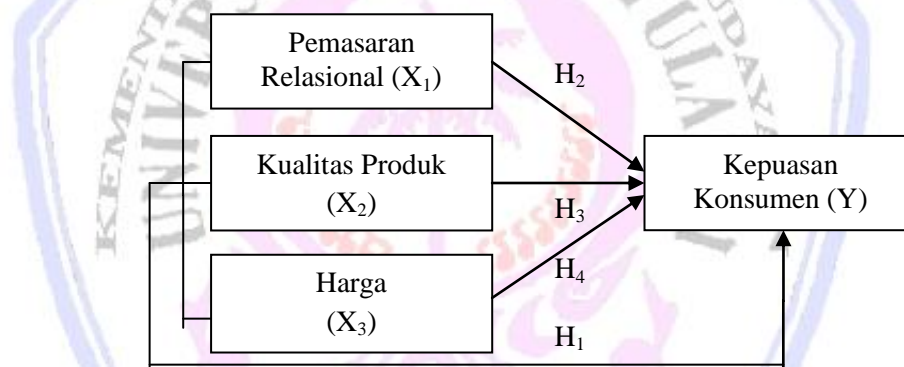 Pemasaran
Relasional (X₁)
H₂
Kualitas Produk
(X₂)
H₃
Kepuasan
Konsumen (Y)
Harga
(X₃)
H₄
H₁